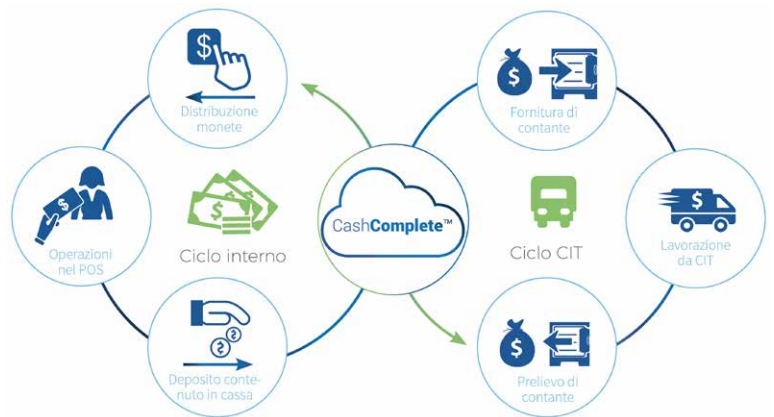 Distribuzione
monete
Fornitura di
contante
Operazioni
nel POS
Ciclo interno
CashComplete™
Ciclo CIT
Lavorazione
da CIT
Deposito conte-
nuto in cassa
Prelievo di
contante